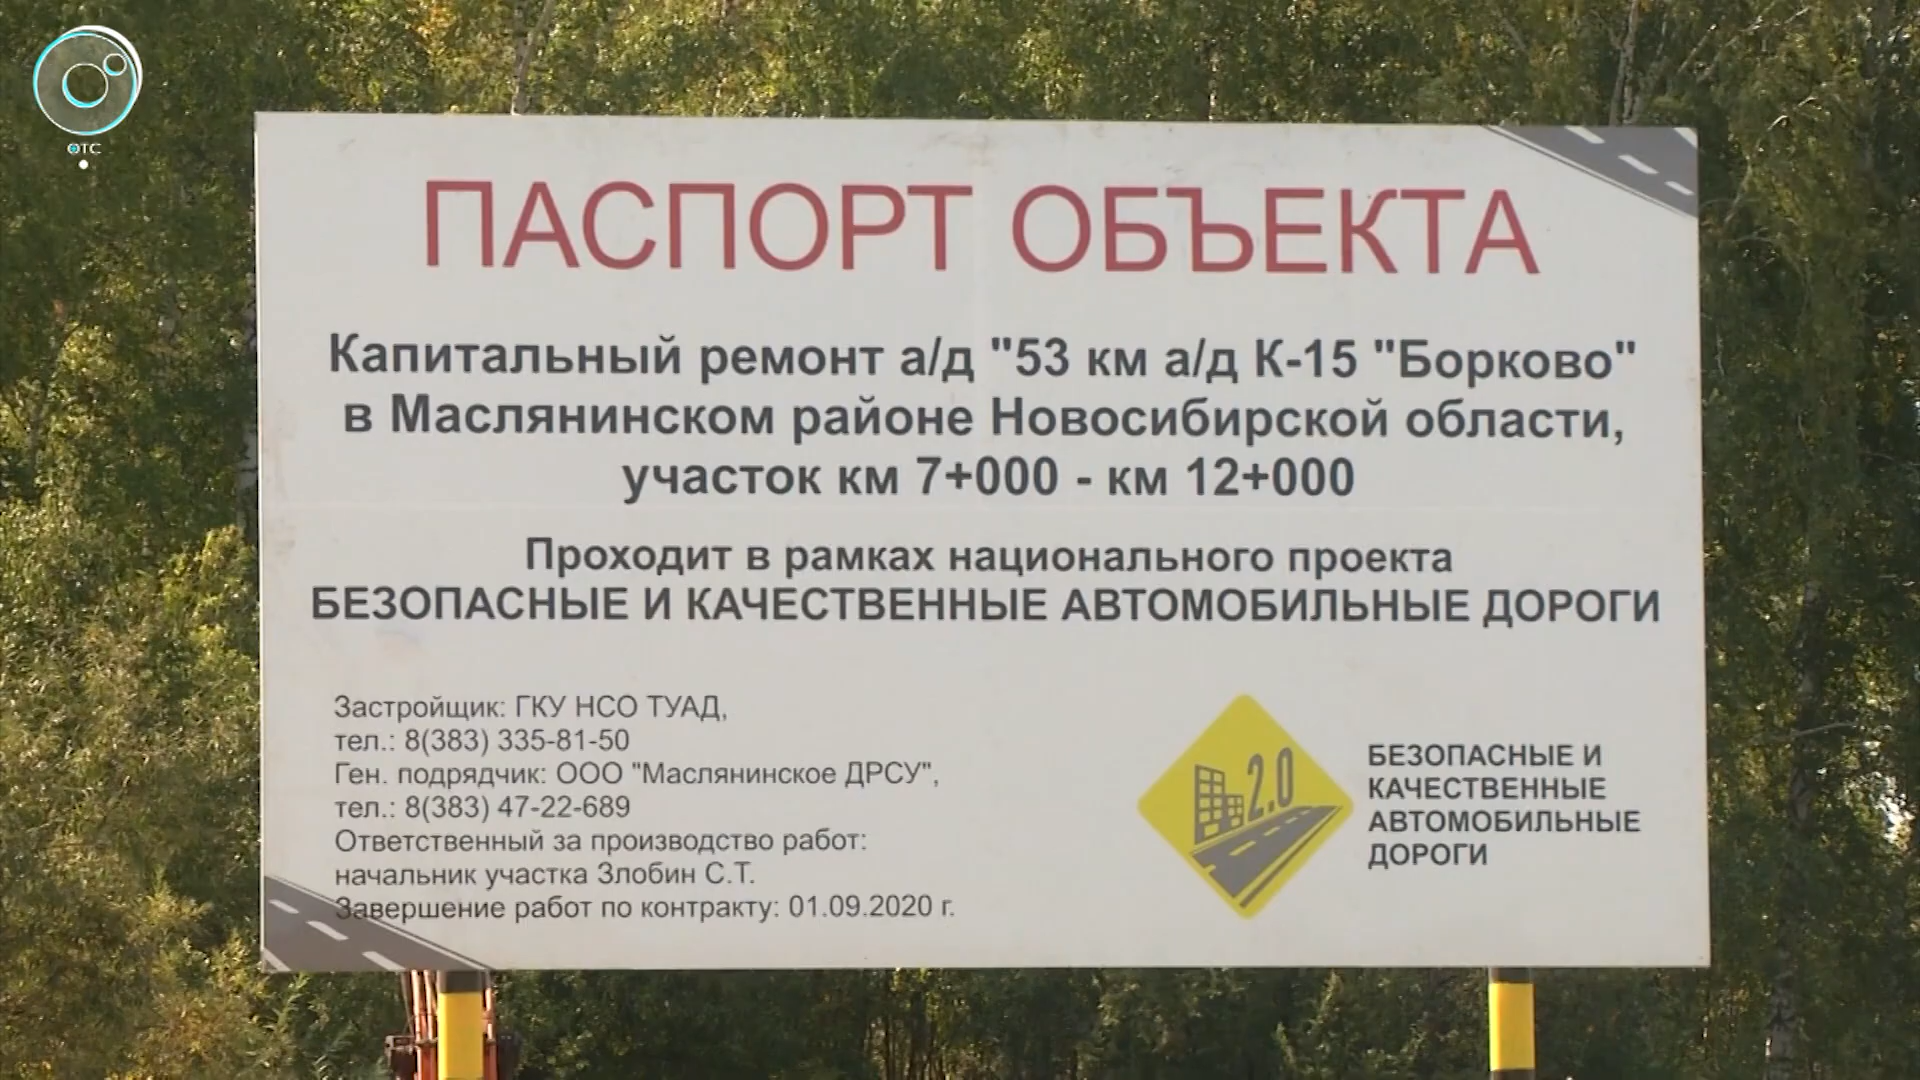 ОТС
ПАСПОРТ ОБЪЕКТА
Капитальный ремонт а/д "53 км а/д К-15 "Борково"
в Маслянинском районе Новосибирской области,
участок км 7+000 - км 12+000
Проходит в рамках национального проекта
БЕЗОПАСНЫЕ И КАЧЕСТВЕННЫЕ АВТОМОБИЛЬНЫЕ ДОРОГИ
Застройщик: ГКУ НСО ТУАД,
тел.: 8(383) 335-81-50
Ген. подрядчик: ООО "Маслянинское ДРСУ",
тел.: 8(383) 47-22-689
Ответственный за производство работ:
начальник участка Злобин С.Т.
Завершение работ по контракту: 01.09.2020 г.
2.0
БЕЗОПАСНЫЕ И
КАЧЕСТВЕННЫЕ
АВТОМОБИЛЬНЫЕ
ДОРОГИ